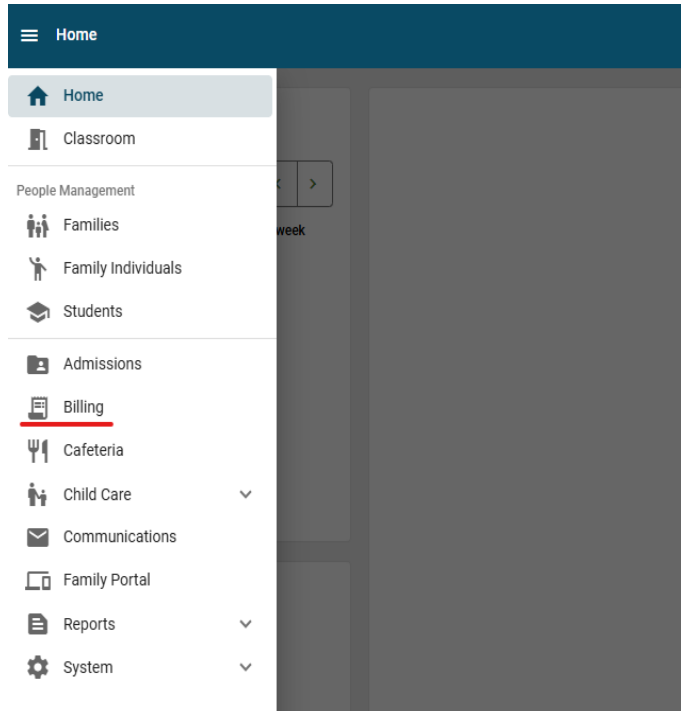 Home
Home
Classroom
People Management
week
Families
Family Individuals
Students
Admissions
Billing
Cafeteria
Child Care
Communications
Family Portal
Reports
System